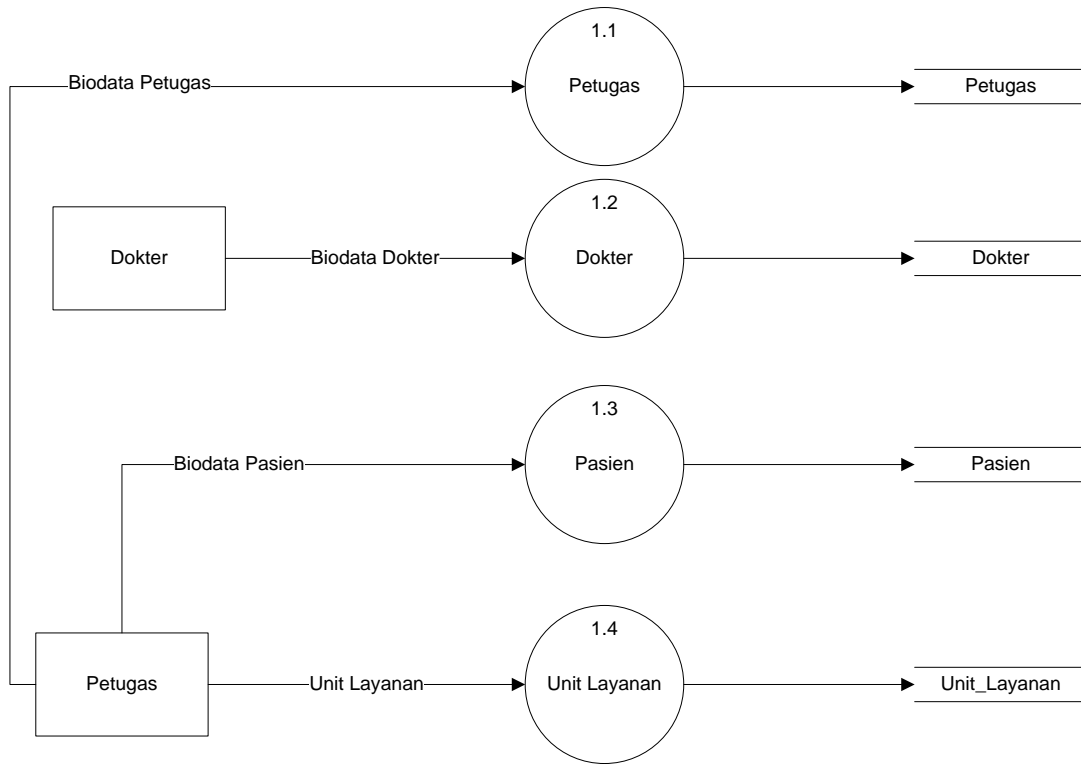 1.1
Biodata Petugas
Petugas
Petugas
1.2
Dokter
Biodata Dokter
Dokter
Dokter
1.3
Biodata Pasien
Pasien
Pasien
1.4
Petugas
Unit Layanan
Unit Layanan
Unit_Layanan